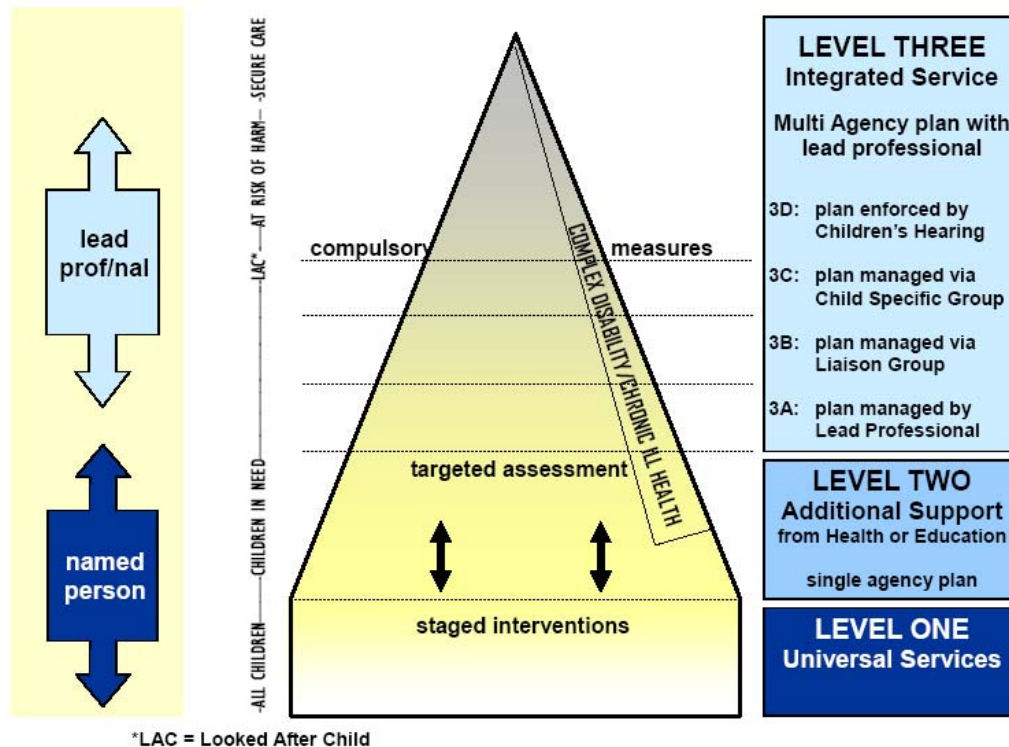 lead
prof/nal
named
person
-ALL CHILDREN-CHILDREN IN NEED-LAC*-AT RISK OF HARM-SECURE CARE
compulsory measures
COMPLEX DISABILITY/CHRONIC ILL HEALTH
targeted assessment
staged interventions
LEVEL THREE
Integrated Service
Multi Agency plan with
lead professional
3D: plan enforced by
Children's Hearing
3C: plan managed via
Child Specific Group
3B: plan managed via
Liaison Group
3A: plan managed by
Lead Professional
LEVEL TWO
Additional Support
from Health or Education
single agency plan
LEVEL ONE
Universal Services
*LAC = Looked After Child